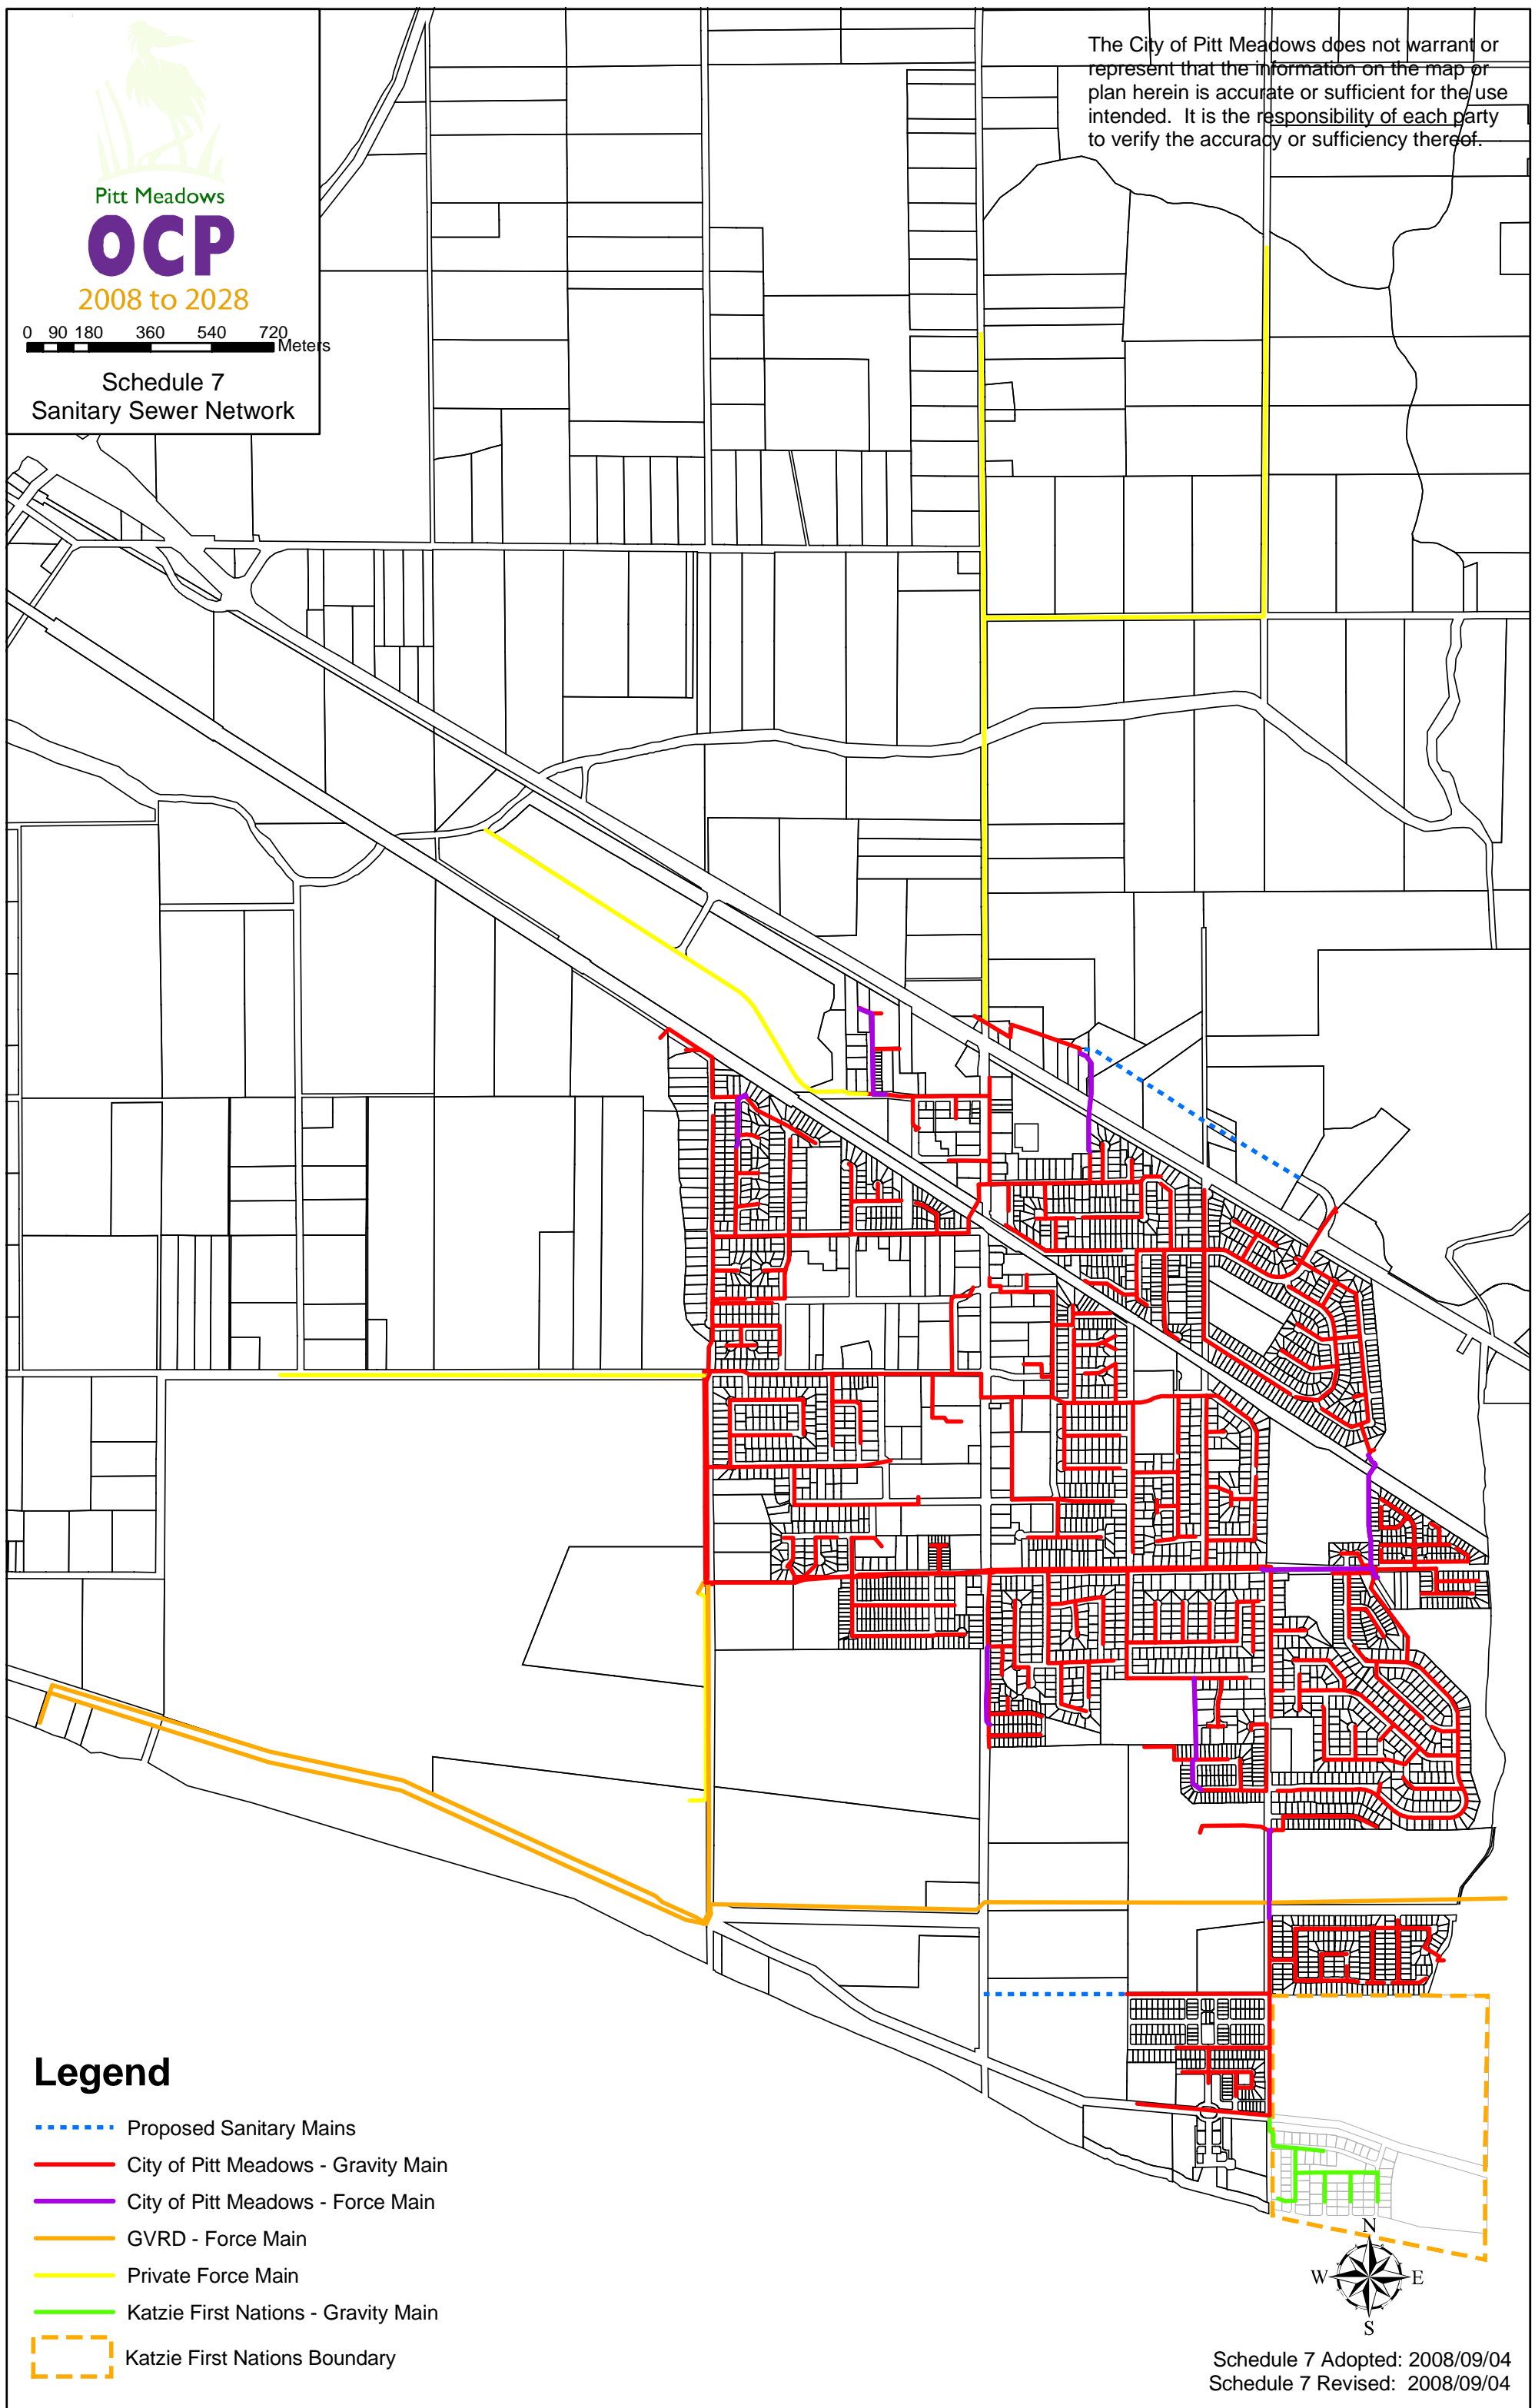 The City of Pitt Meadows does not warrant or
represent that the information on the map or
plan herein is accurate or sufficient for the use
intended. It is the responsibility of each party
to verify the accuracy or sufficiency thereof.
Pitt Meadows
OCP
2008 to 2028
0 90 180 360 540 720
Meters
Schedule 7
Sanitary Sewer Network
Legend
Proposed Sanitary Mains
City of Pitt Meadows - Gravity Main
City of Pitt Meadows - Force Main
GVRD - Force Main
Private Force Main
Katzie First Nations - Gravity Main
Katzie First Nations Boundary
N
W E
S
Schedule 7 Adopted: 2008/09/04
Schedule 7 Revised: 2008/09/04